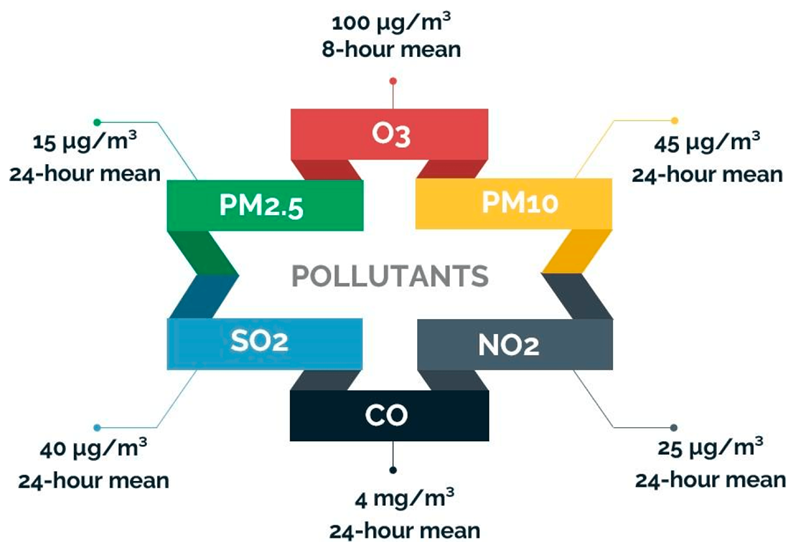 100 µg/m³
8-hour mean
O3
15 µg/m³
24-hour mean
45 µg/m³
24-hour mean
PM2.5
PM10
POLLUTANTS
SO2
NO2
CO
40 µg/m³
24-hour mean
25 µg/m³
24-hour mean
4 mg/m³
24-hour mean